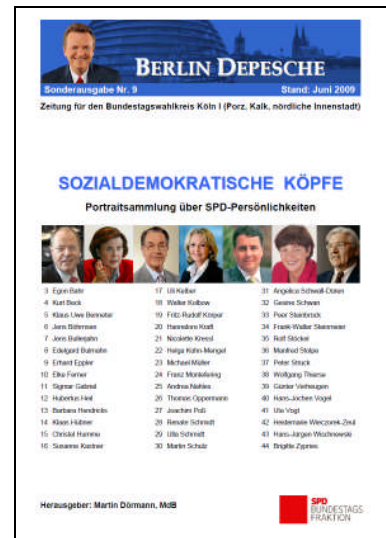 BERLIN DEPESCHE
Sonderausgabe Nr. 9 Stand: Juni 2009
Zeitung für den Bundestagswahlkreis Köln I (Porz, Kalk, nördliche Innenstadt)
SOZIALDEMOKRATISCHE KÖPFE
Portraitsammlung über SPD-Persönlichkeiten
3 Egon Bahr
4 Kurt Beck
5 Klaus Uwe Benneter
6 Jens Böhrnsen
7 Jens Bullerjahn
8 Edelgard Bulmahn
9 Erhard Eppler
10 Elke Ferner
11 Sigmar Gabriel
12 Hubertus Heil
13 Barbara Hendricks
14 Klaus Hübner
15 Christel Humme
16 Susanne Kastner
17 Uli Kelber
18 Walter Kolbow
19 Fritz Rudolf Körper
20 Hannelore Kraft
21 Nicolette Kressl
22 Helga Kühn-Mengel
23 Michael Müller
24 Franz Müntefering
25 Andrea Nahles
26 Thomas Oppermann
27 Joachim Poß
28 Renate Schmidt
29 Ulla Schmidt
30 Martin Schulz
31 Angelica Schwall-Düren
32 Gesine Schwan
33 Peer Steinbrück
34 Frank-Walter Steinmeier
35 Rolf Stöckel
36 Manfred Stolpe
37 Peter Struck
38 Wolfgang Thierse
39 Günter Verheugen
40 Hans-Jochen Vogel
41 Ute Vogt
42 Heidemarie Wieczorek-Zeul
43 Hans-Jürgen Wischnewski
44 Brigitte Zypries
Herausgeber: Martin Dörmann, MdB
SPD
BUNDESTAGS
FRAKTION